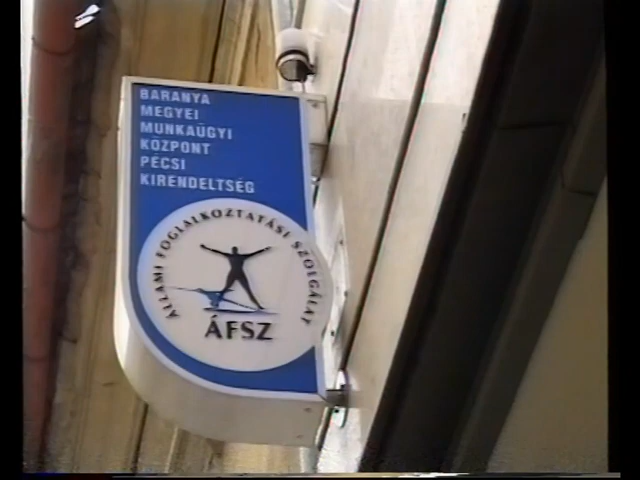 BARANYA
MEGYEI
MUNKAÜGYI
KÖZPONT
PÉCSI
KIRENDELTSÉG
ÁLLAMI FOGLALKOZTATÁSI SZOLGÁLAT
ÁFSZ